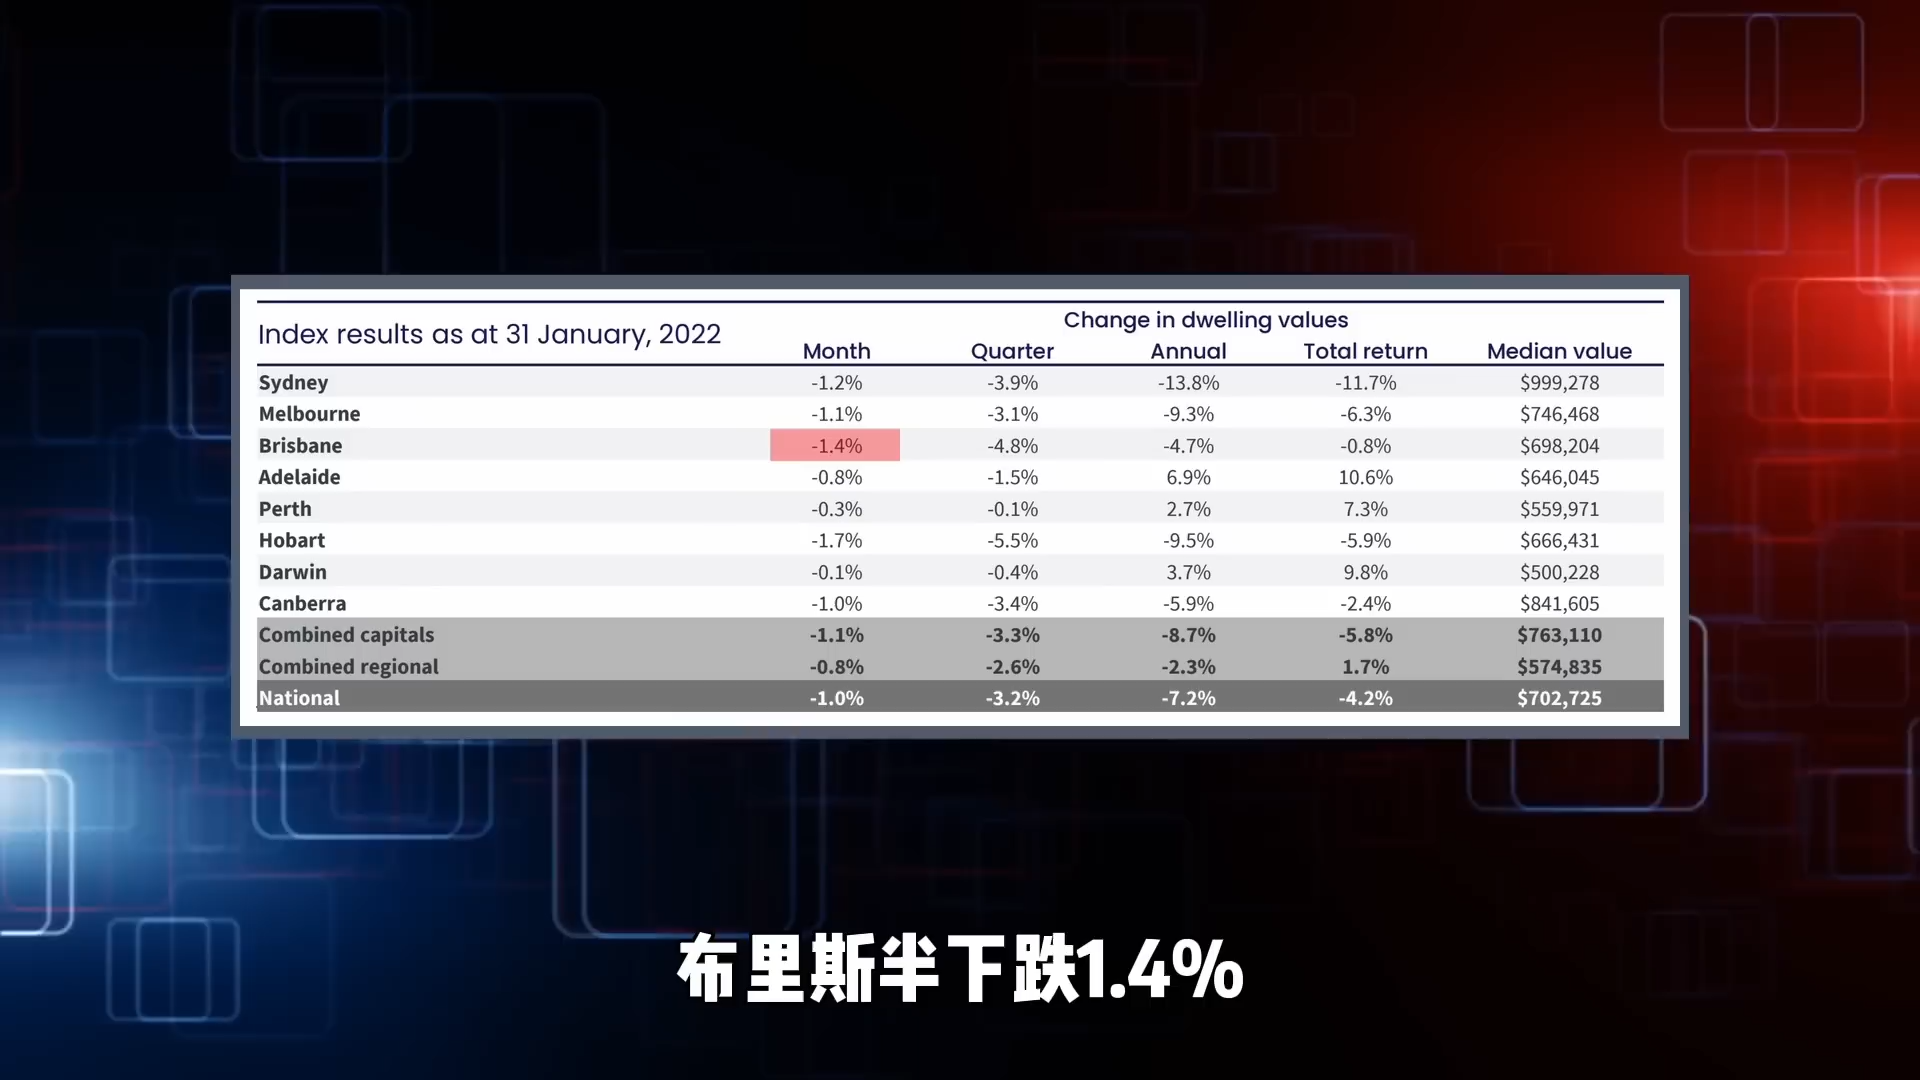 Index results as at 31 January, 2022
Change in dwelling values
Month Quarter Annual Total return Median value
Sydney -1.2% -3.9% -13.8% -11.7% $999,278
Melbourne -1.1% -3.1% -9.3% -6.3% $746,468
Brisbane -1.4% -4.8% -4.7% -0.8% $698,204
Adelaide -0.8% -1.5% 6.9% 10.6% $646,045
Perth -0.3% -0.1% 2.7% 7.3% $559,971
Hobart -1.7% -5.5% -9.5% -5.9% $666,431
Darwin -0.1% -0.4% 3.7% 9.8% $500,228
Canberra -1.0% -3.4% -5.9% -2.4% $841,605
Combined capitals -1.1% -3.3% -8.7% -5.8% $763,110
Combined regional -0.8% -2.6% -2.3% 1.7% $574,835
National -1.0% -3.2% -7.2% -4.2% $702,725
布里斯半下跌1.4%